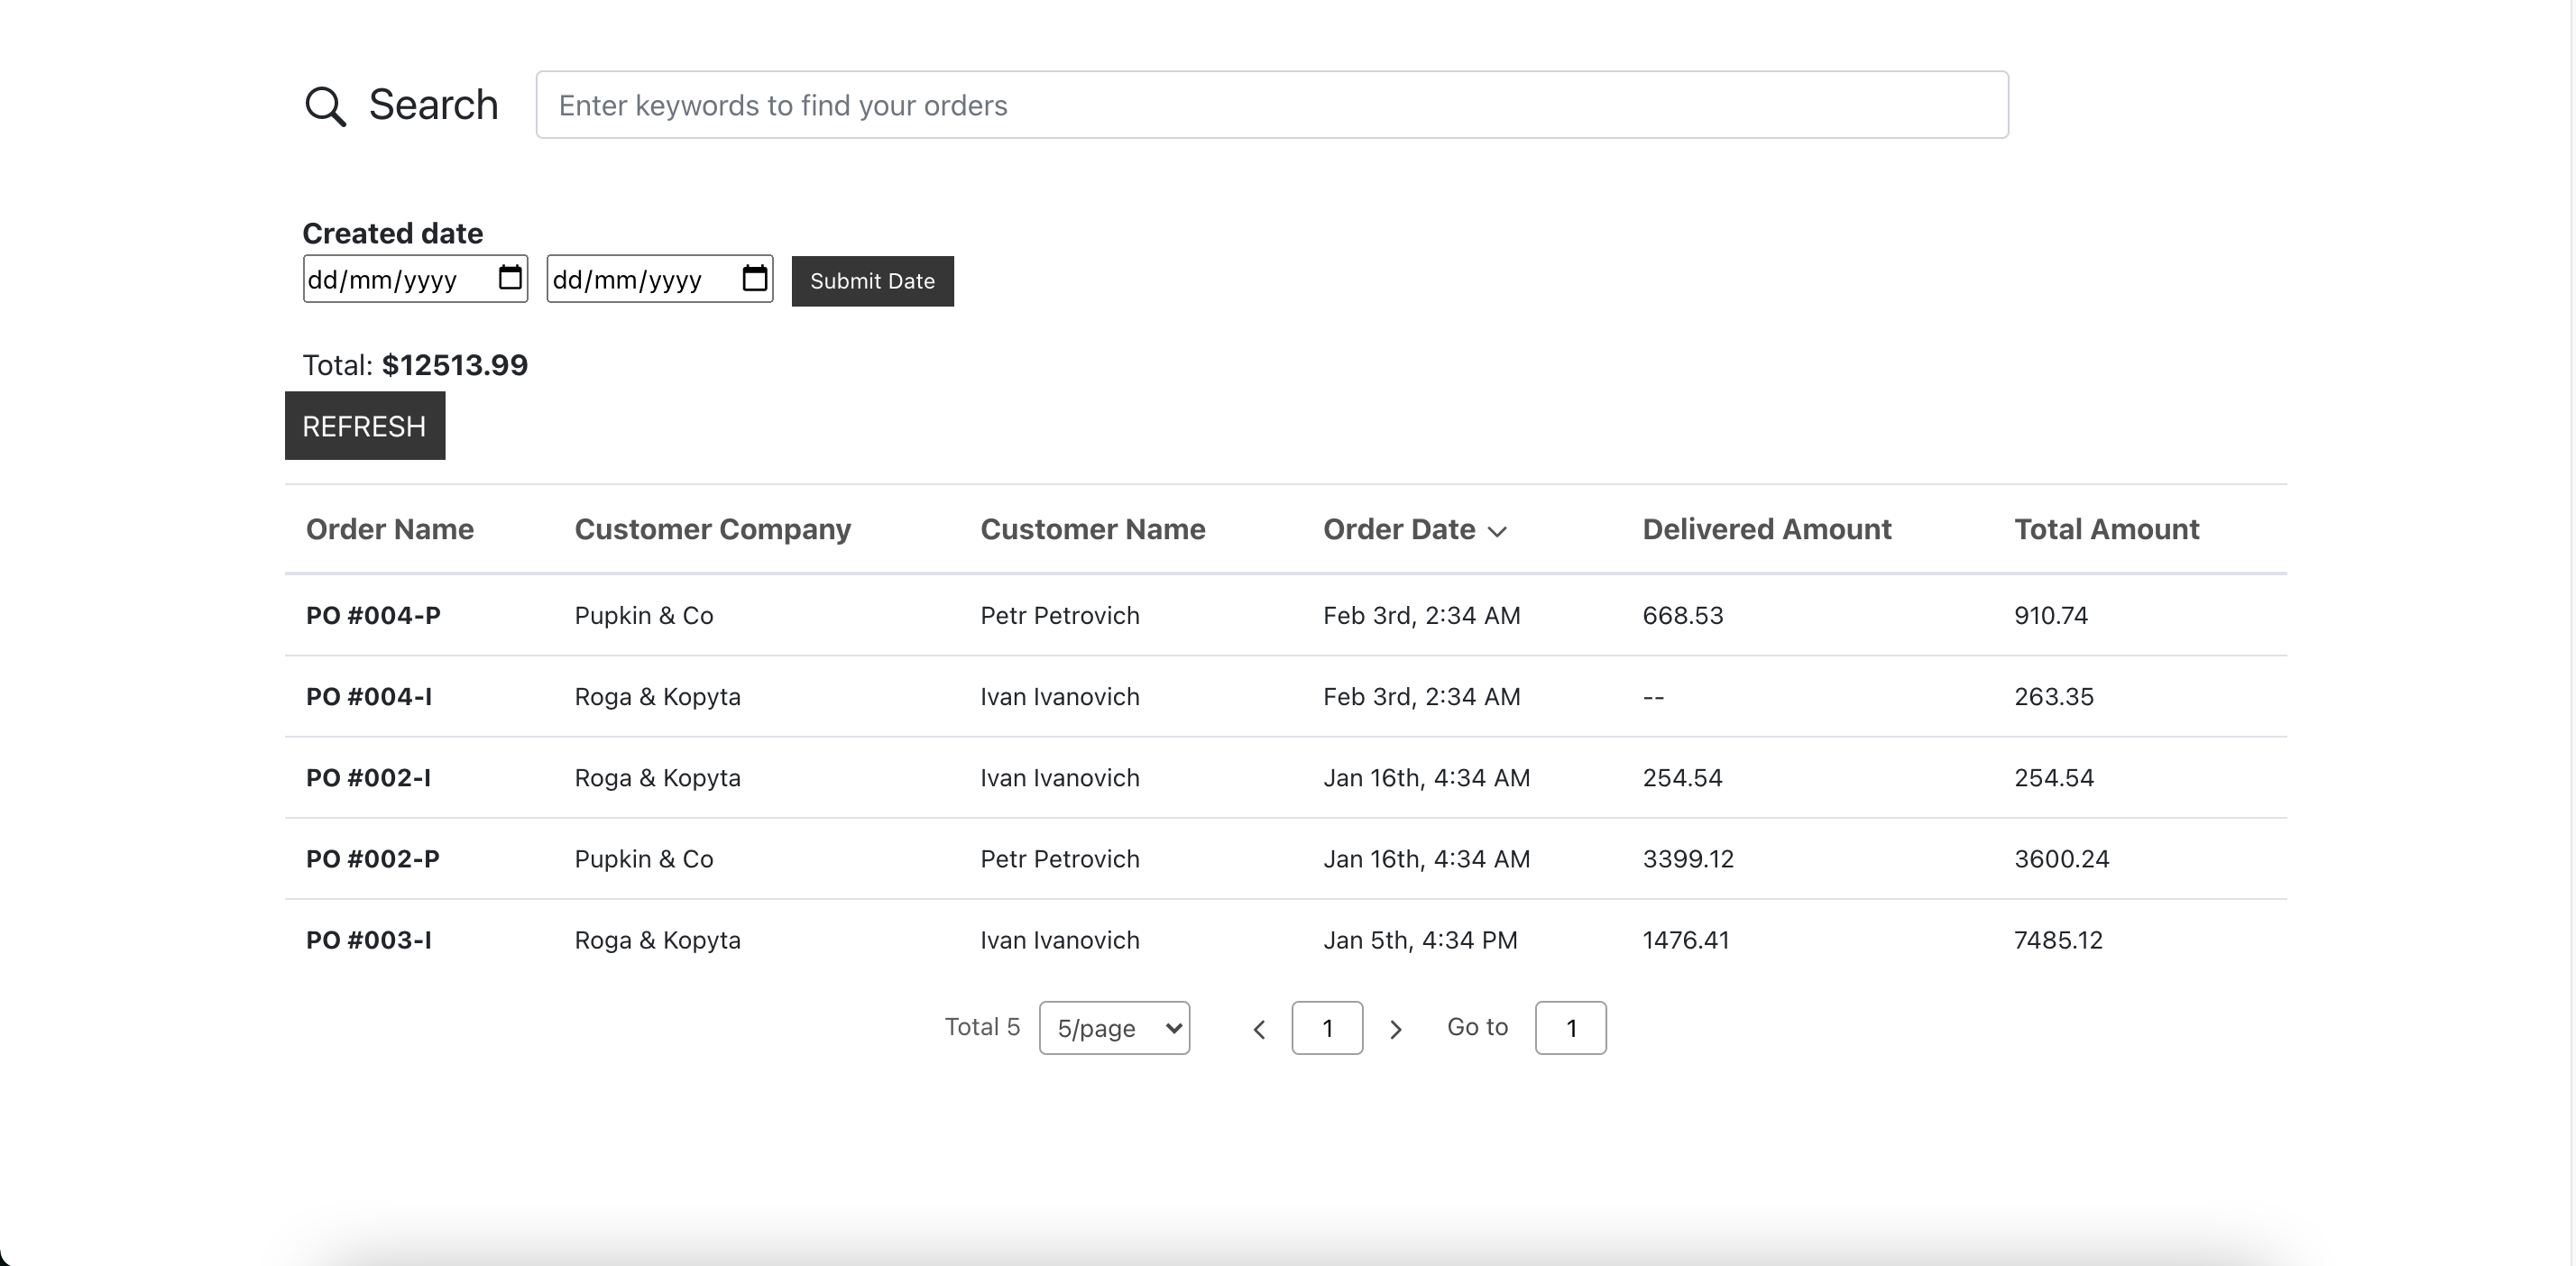 Search Enter keywords to find your orders
Created date
dd/mm/yyyy dd/mm/yyyy Submit Date
Total: $12513.99
REFRESH
Order Name Customer Company Customer Name Order Date Delivered Amount Total Amount
PO #004-P Pupkin & Co Petr Petrovich Feb 3rd, 2:34 AM 668.53 910.74
PO #004-I Roga & Kopyta Ivan Ivanovich Feb 3rd, 2:34 AM -- 263.35
PO #002-I Roga & Kopyta Ivan Ivanovich Jan 16th, 4:34 AM 254.54 254.54
PO #002-P Pupkin & Co Petr Petrovich Jan 16th, 4:34 AM 3399.12 3600.24
PO #003-I Roga & Kopyta Ivan Ivanovich Jan 5th, 4:34 PM 1476.41 7485.12
Total 5 5/page 1 Go to 1